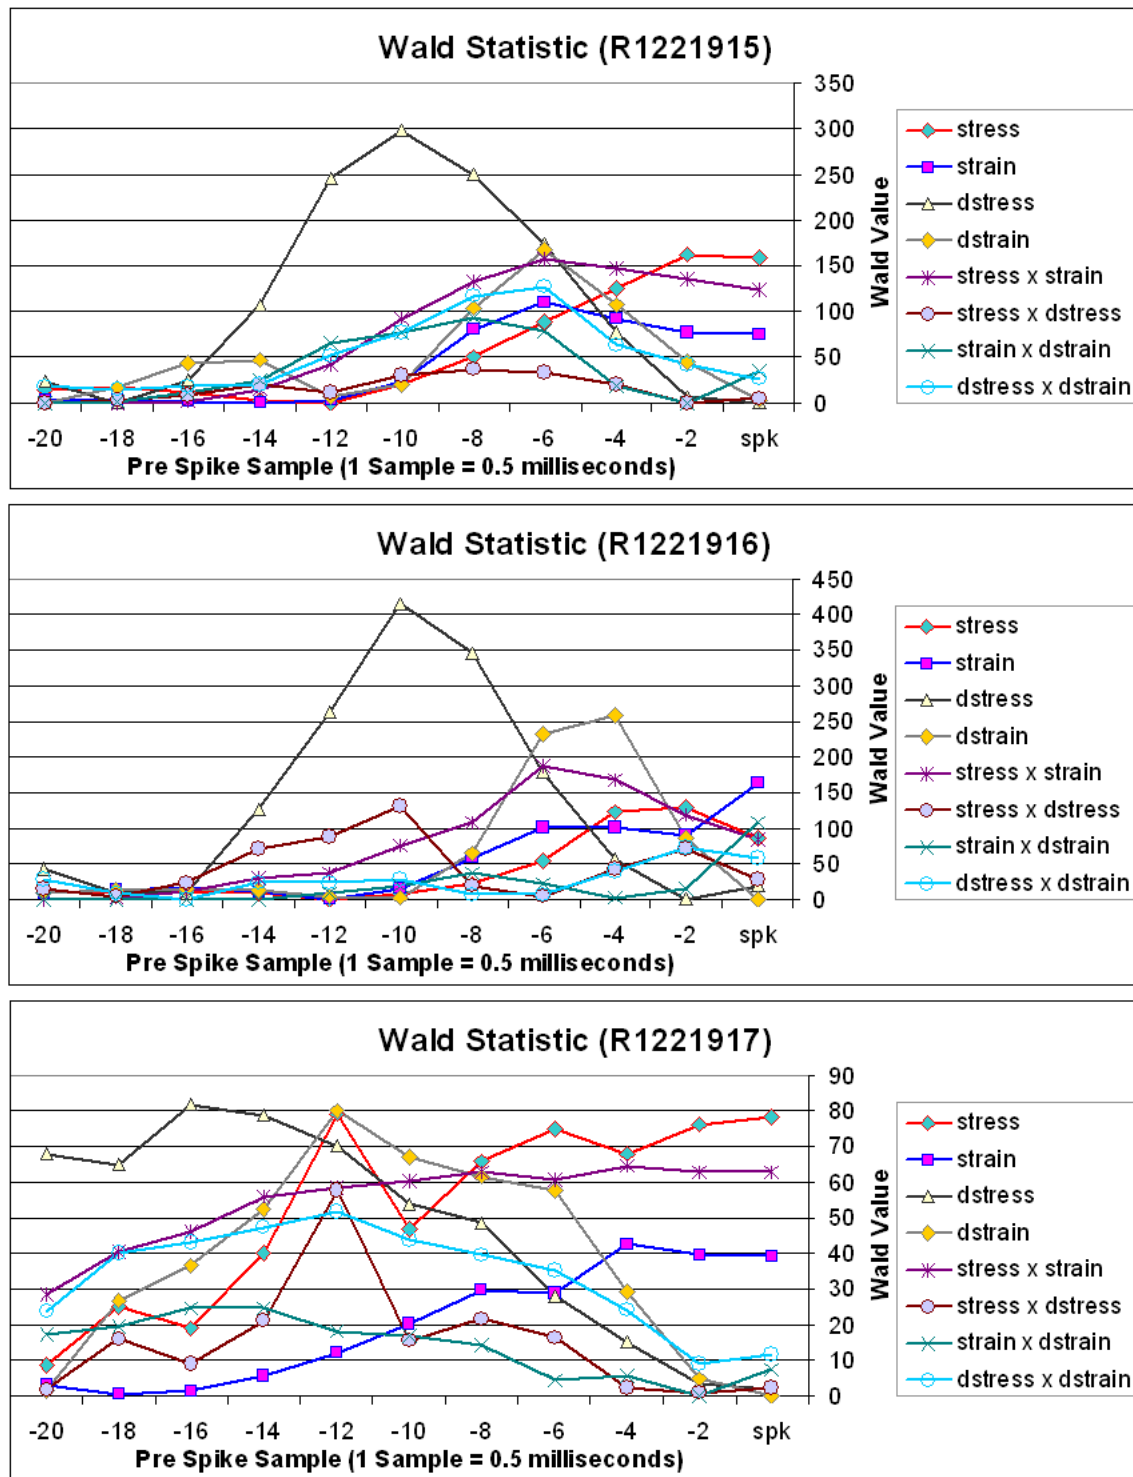 Wald Statistic (R1221915)
350
300
250
200
150
100
50
0
Wald Value
-20 -18 -16 -14 -12 -10 -8 -6 -4 -2 spk
Pre Spike Sample (1 Sample = 0.5 milliseconds)
stress
strain
dstress
dstrain
stress x strain
stress x dstress
strain x dstrain
dstress x dstrain
Wald Statistic (R1221916)
450
400
350
300
250
200
150
100
50
0
Wald Value
-20 -18 -16 -14 -12 -10 -8 -6 -4 -2 spk
Pre Spike Sample (1 Sample = 0.5 milliseconds)
stress
strain
dstress
dstrain
stress x strain
stress x dstress
strain x dstrain
dstress x dstrain
Wald Statistic (R1221917)
90
80
70
60
50
40
30
20
10
0
Wald Value
-20 -18 -16 -14 -12 -10 -8 -6 -4 -2 spk
Pre Spike Sample (1 Sample = 0.5 milliseconds)
stress
strain
dstress
dstrain
stress x strain
stress x dstress
strain x dstrain
dstress x dstrain